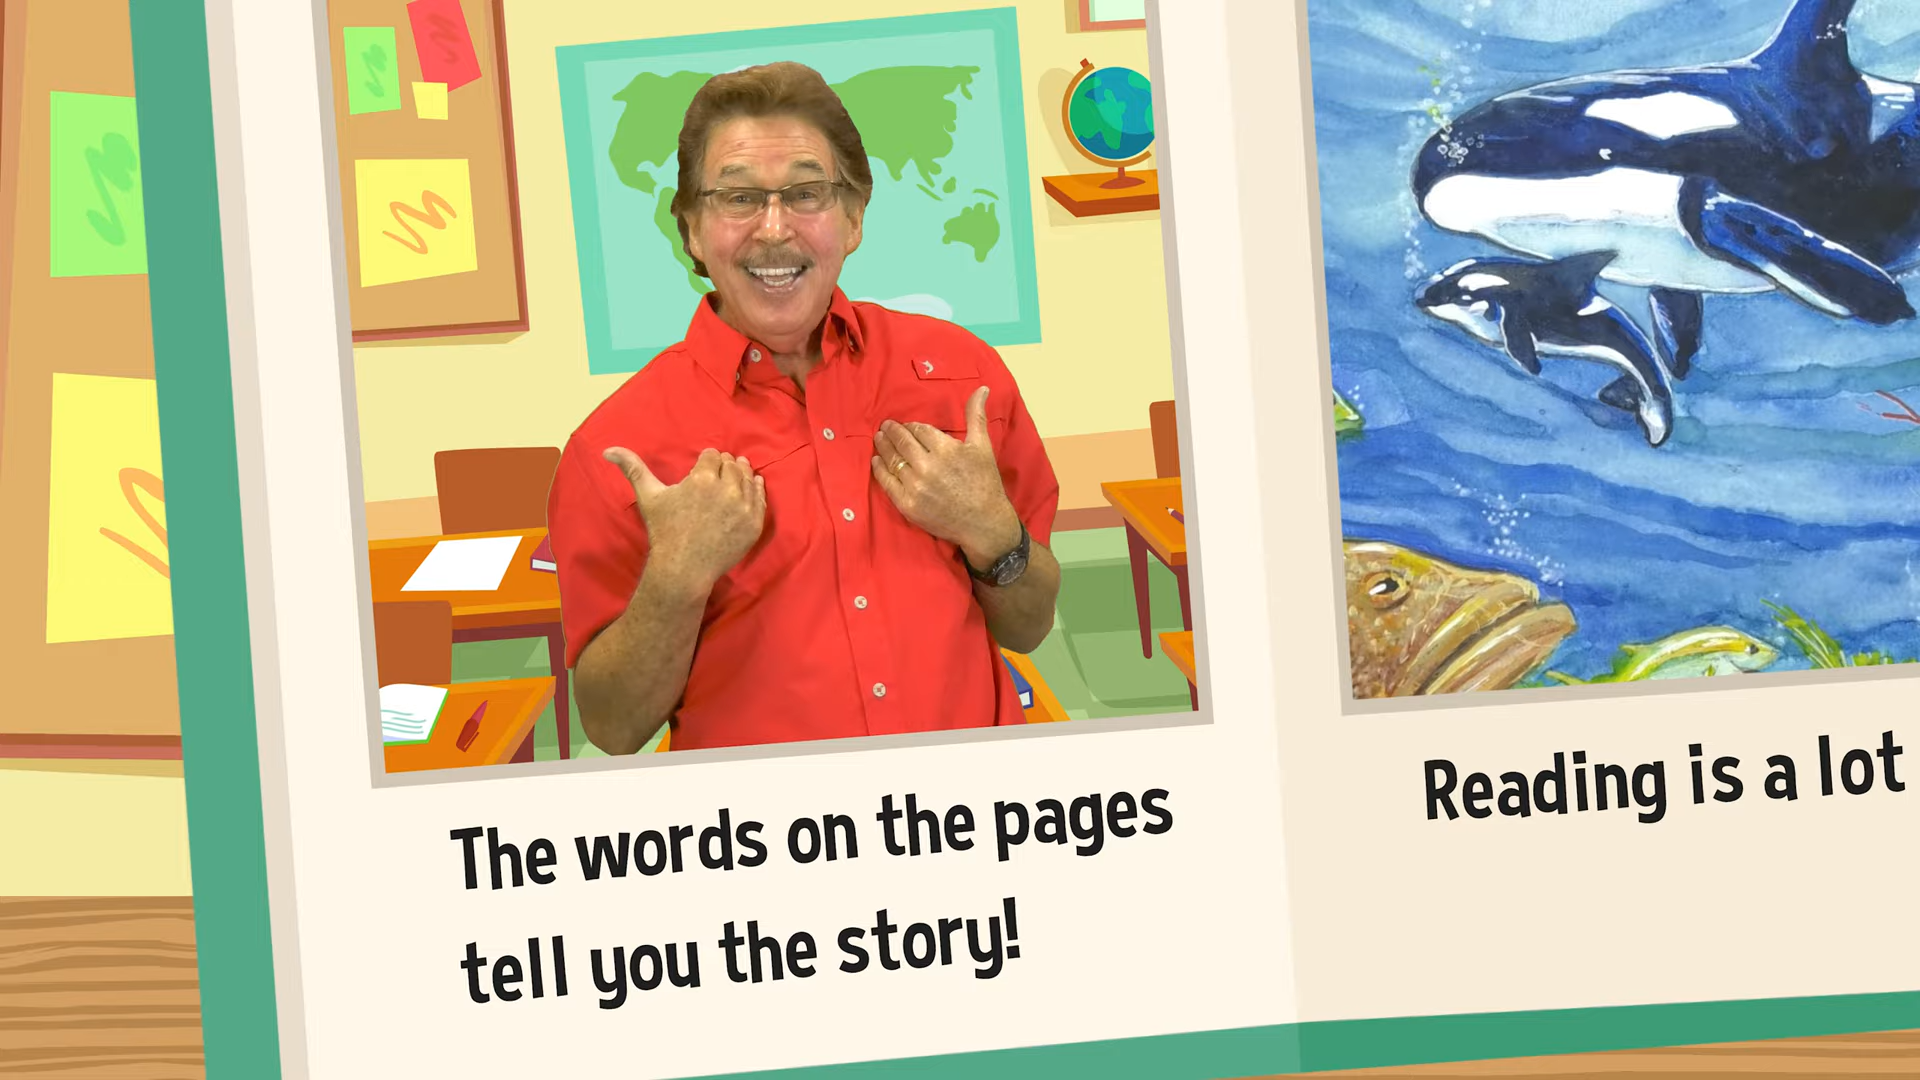 The words on the pages
tell you the story!
Reading is a lot